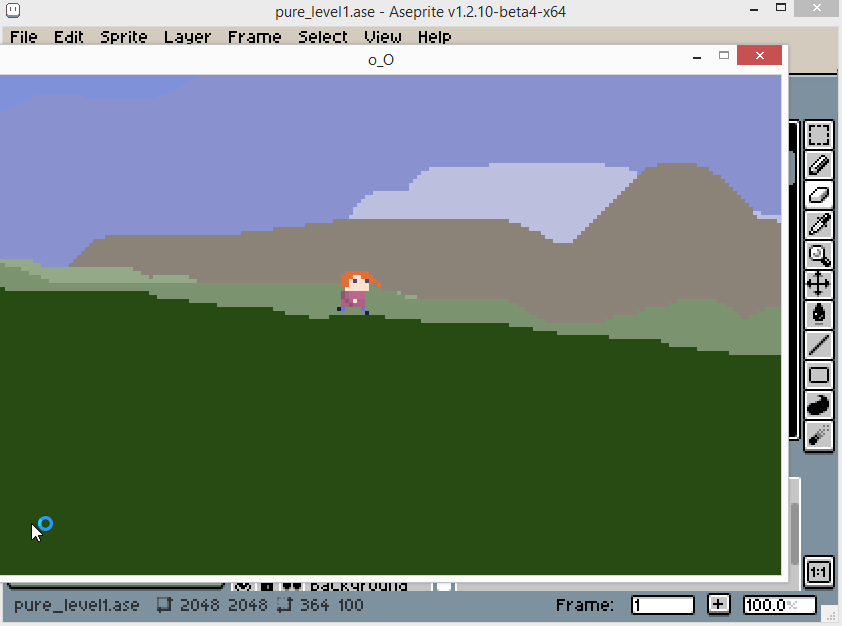 pure_level1.ase - Aseprite v1.2.10-beta4-x64
File Edit Sprite Layer Frame Select View Help
o_O
1:1
Background
pure_level1.ase 2048 2048 364 100 Frame: 1 + 100.0%